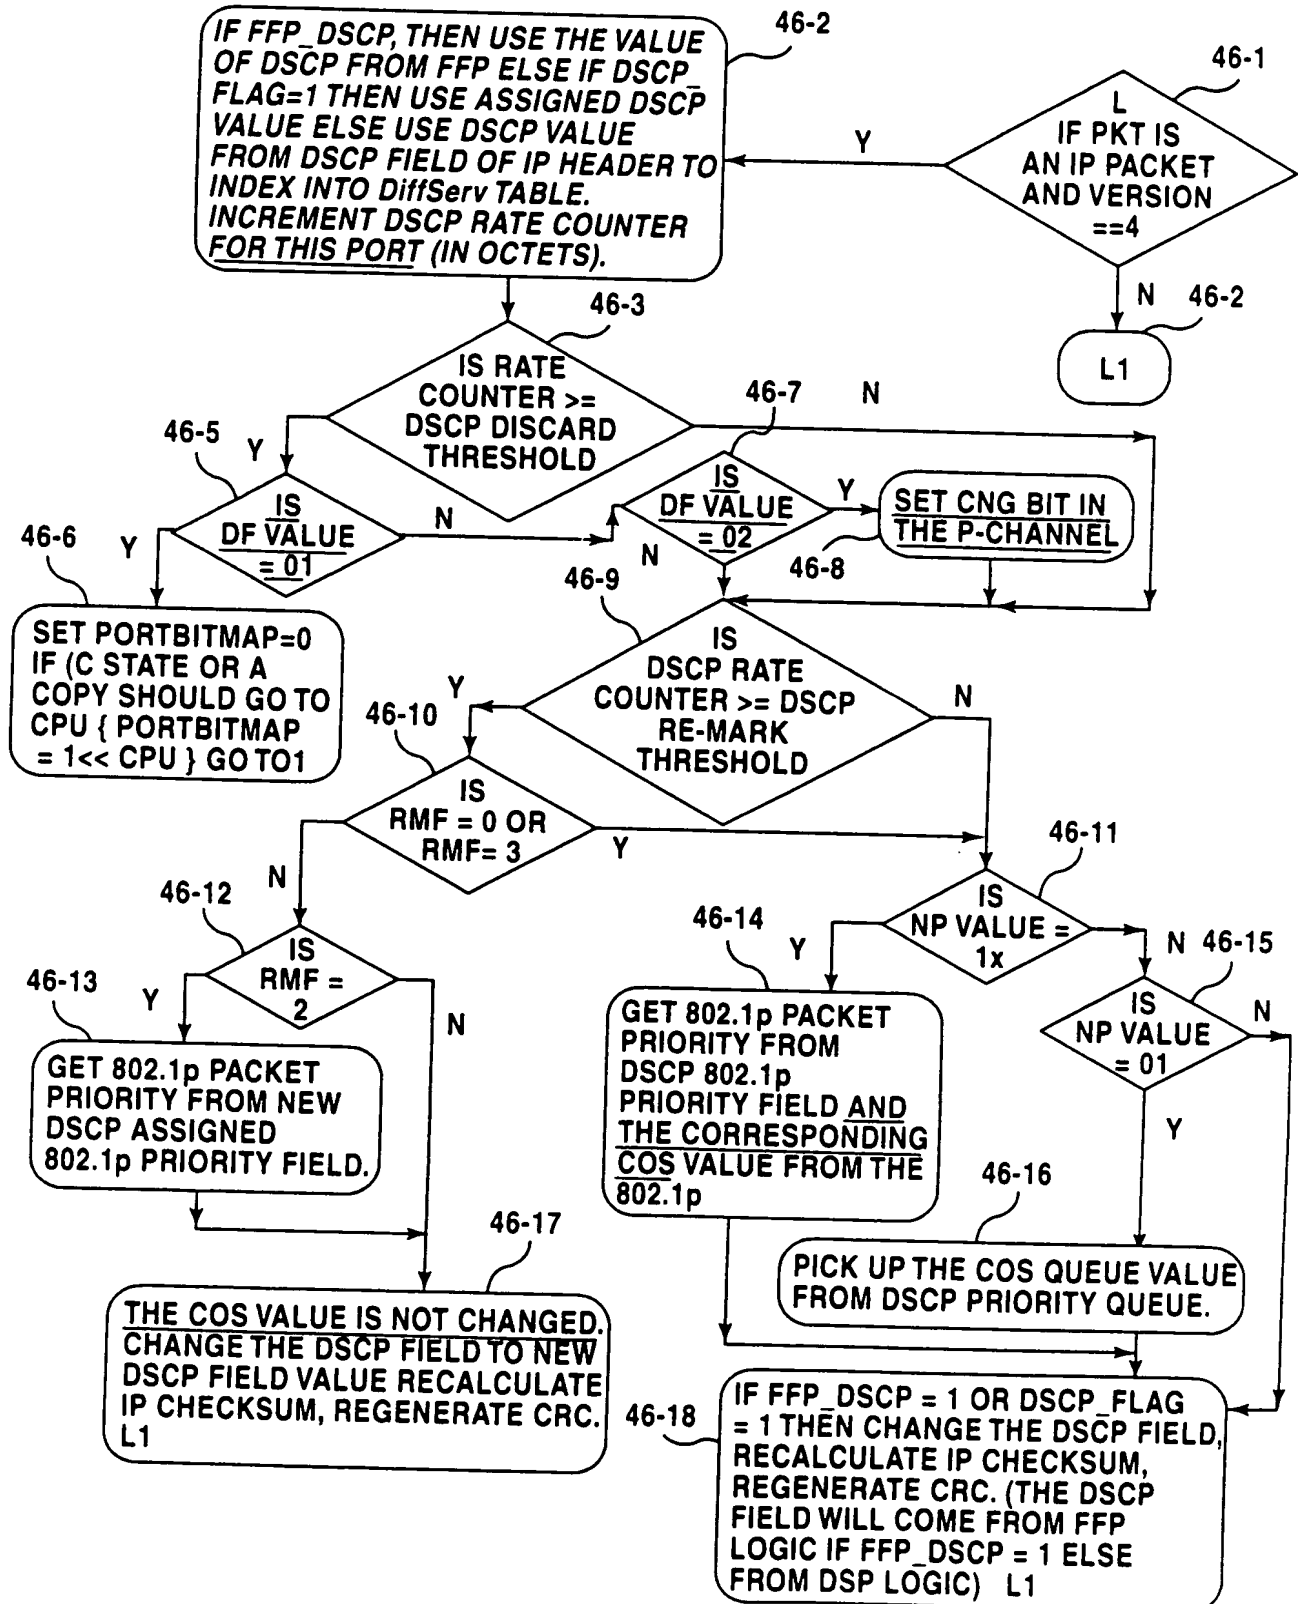 46-2
IF FFP_DSCP, THEN USE THE VALUE
OF DSCP FROM FFP ELSE IF DSCP_
FLAG=1 THEN USE ASSIGNED DSCP
VALUE ELSE USE DSCP VALUE
FROM DSCP FIELD OF IP HEADER TO
INDEX INTO DiffServ TABLE.
INCREMENT DSCP RATE COUNTER
FOR THIS PORT (IN OCTETS).
46-1
L
IF PKT IS
AN IP PACKET
AND VERSION
==4
Y
N
46-2
L1
46-3
IS RATE
COUNTER >=
DSCP DISCARD
THRESHOLD
Y
N
46-5
IS
DF VALUE
= 01
Y
N
46-7
IS
DF VALUE
= 02
Y
N
SET CNG BIT IN
THE P-CHANNEL
46-8
46-6
SET PORTBITMAP=0
IF (C STATE OR A
COPY SHOULD GO TO
CPU { PORTBITMAP
= 1<< CPU } GO TO1
46-9
IS
DSCP RATE
COUNTER >= DSCP
RE-MARK
THRESHOLD
Y
N
46-10
IS
RMF = 0 OR
RMF= 3
Y
N
46-11
IS
NP VALUE =
1x
Y
N
46-12
IS
RMF =
2
Y
N
46-13
GET 802.1p PACKET
PRIORITY FROM NEW
DSCP ASSIGNED
802.1p PRIORITY FIELD.
46-14
GET 802.1p PACKET
PRIORITY FROM
DSCP 802.1p
PRIORITY FIELD AND
THE CORRESPONDING
COS VALUE FROM THE
802.1p
46-15
IS
NP VALUE
= 01
N
Y
46-16
PICK UP THE COS QUEUE VALUE
FROM DSCP PRIORITY QUEUE.
46-17
THE COS VALUE IS NOT CHANGED.
CHANGE THE DSCP FIELD TO NEW
DSCP FIELD VALUE RECALCULATE
IP CHECKSUM, REGENERATE CRC.
L1
46-18
IF FFP_DSCP = 1 OR DSCP_FLAG
= 1 THEN CHANGE THE DSCP FIELD,
RECALCULATE IP CHECKSUM,
REGENERATE CRC. (THE DSCP
FIELD WILL COME FROM FFP
LOGIC IF FFP_DSCP = 1 ELSE
FROM DSP LOGIC) L1